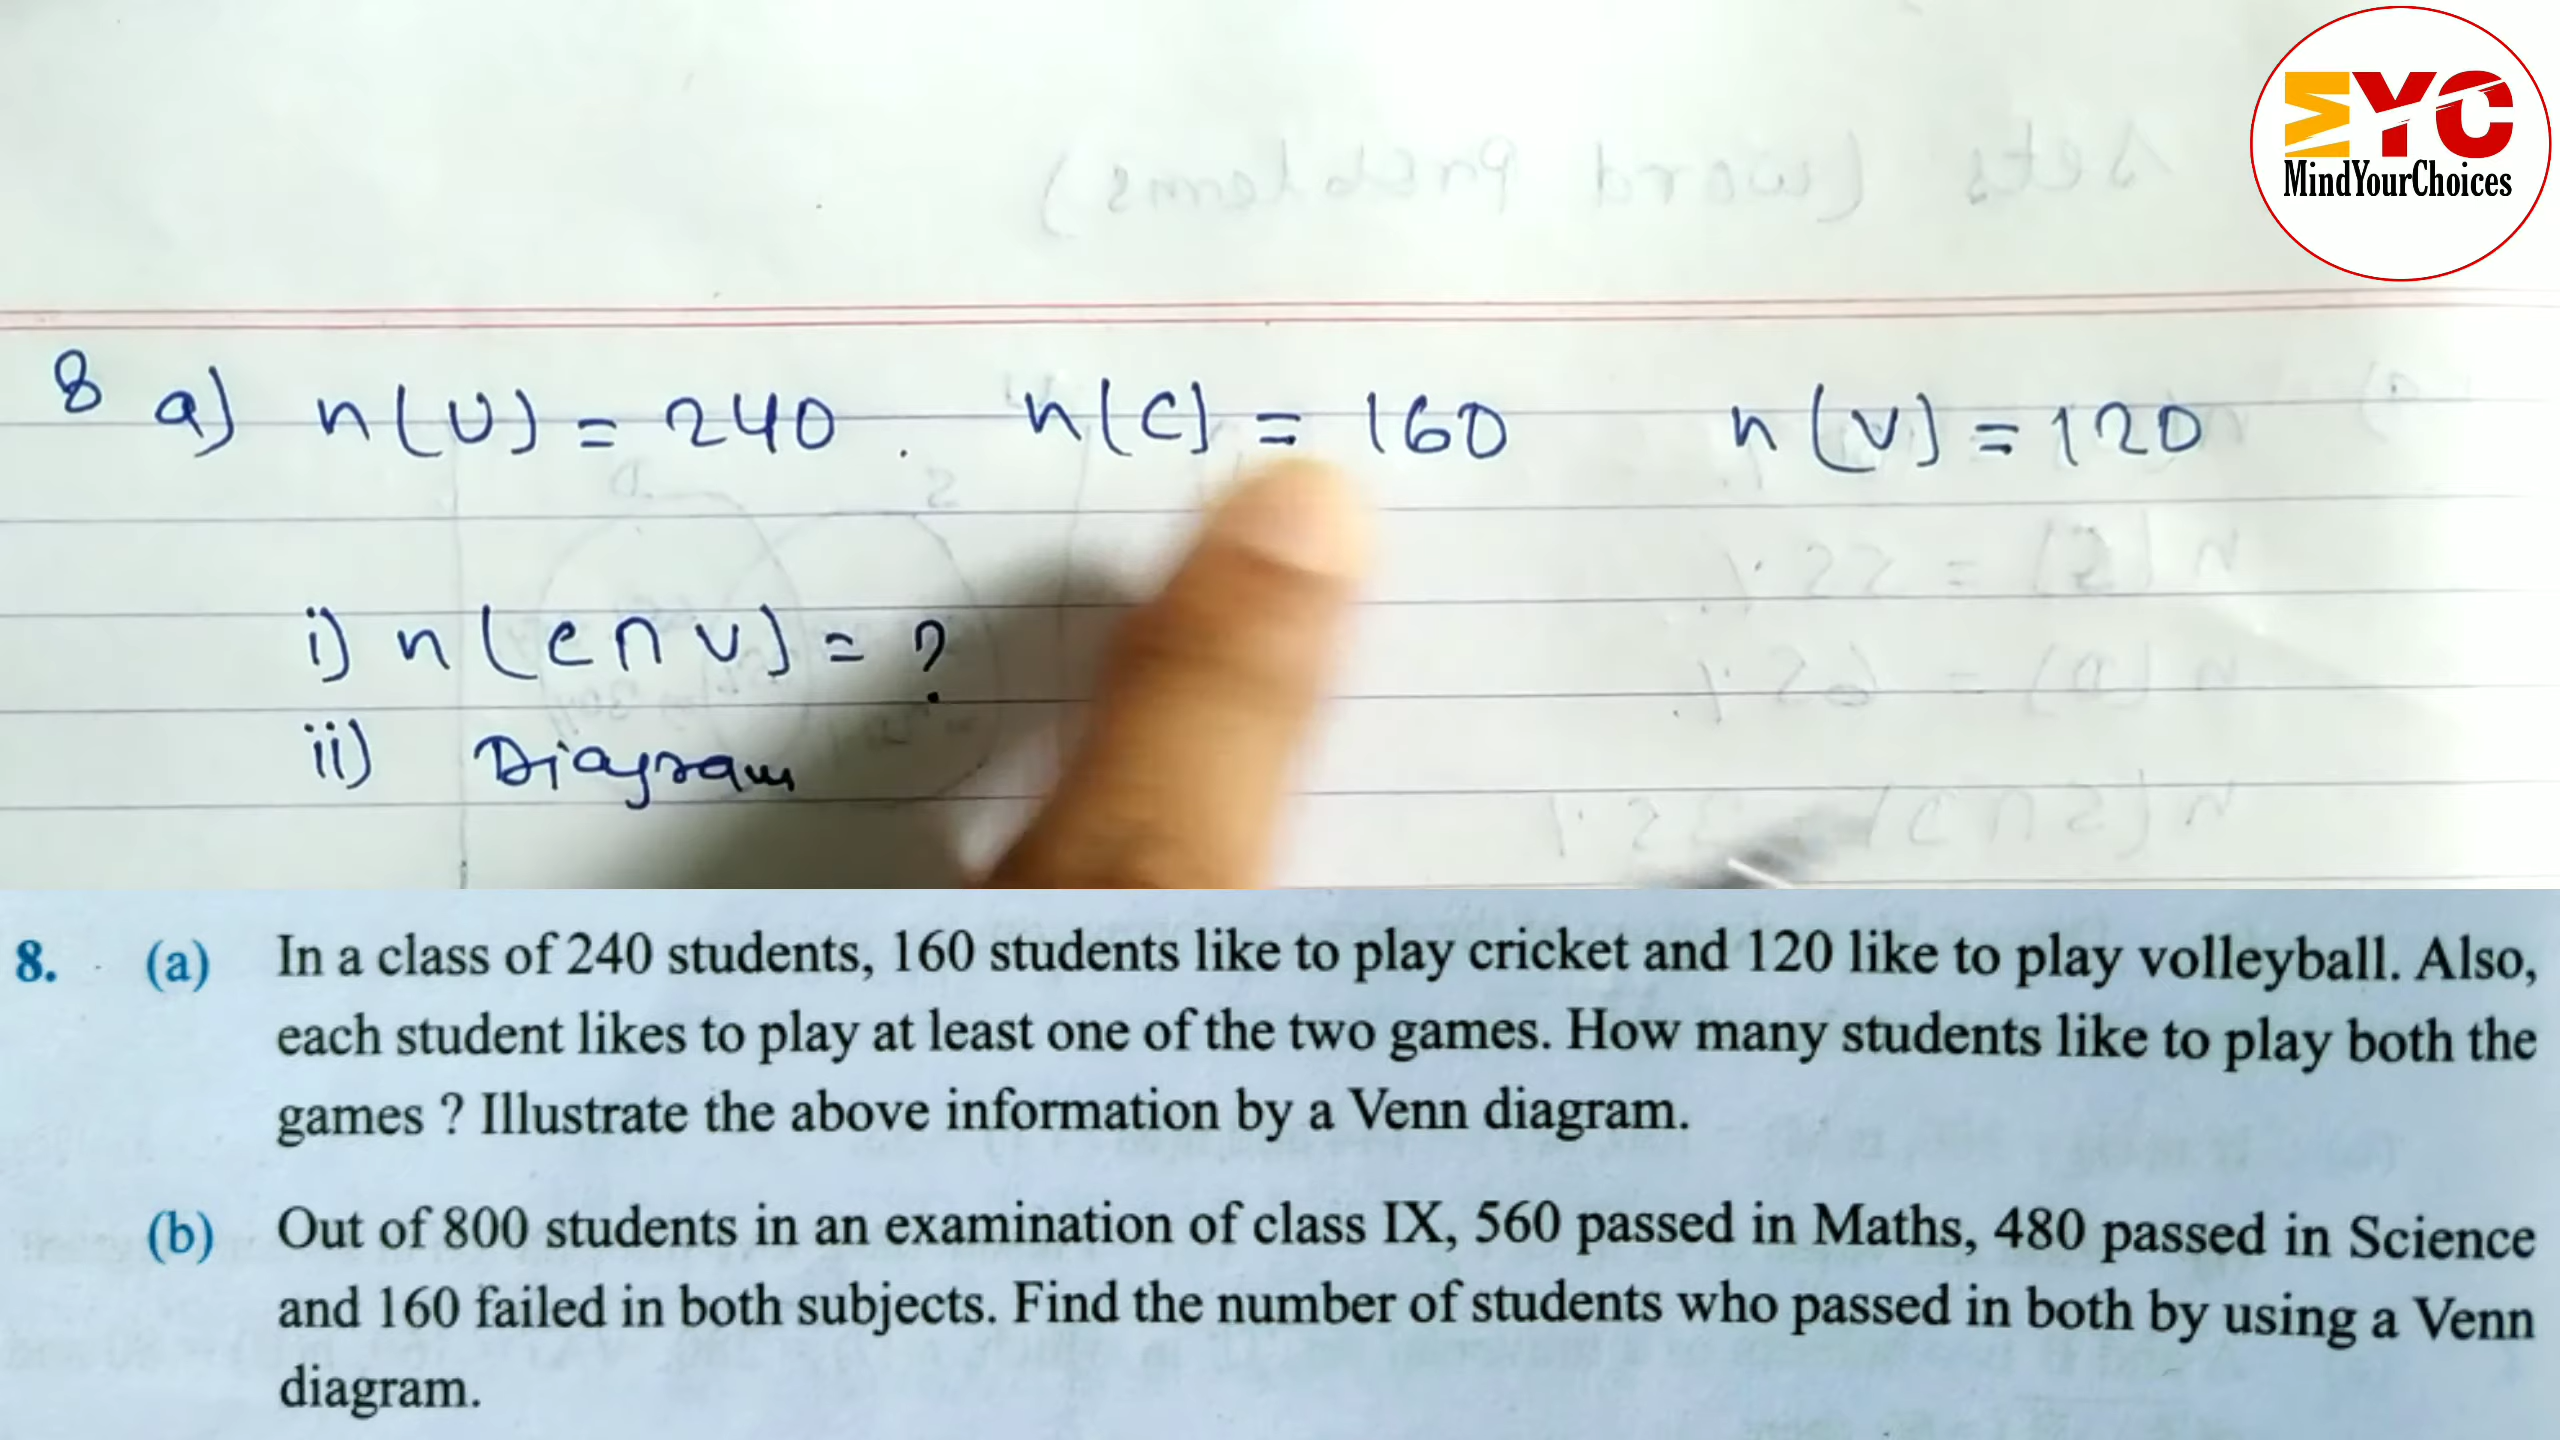 MYC
MindYourChoices
8 a) n(U) = 240 . n(C) = 160 n(V) = 120
i) n(C∩V) = ?
ii) Diagram
8. (a) In a class of 240 students, 160 students like to play cricket and 120 like to play volleyball. Also,
each student likes to play at least one of the two games. How many students like to play both the
games ? Illustrate the above information by a Venn diagram.
(b) Out of 800 students in an examination of class IX, 560 passed in Maths, 480 passed in Science
and 160 failed in both subjects. Find the number of students who passed in both by using a Venn
diagram.